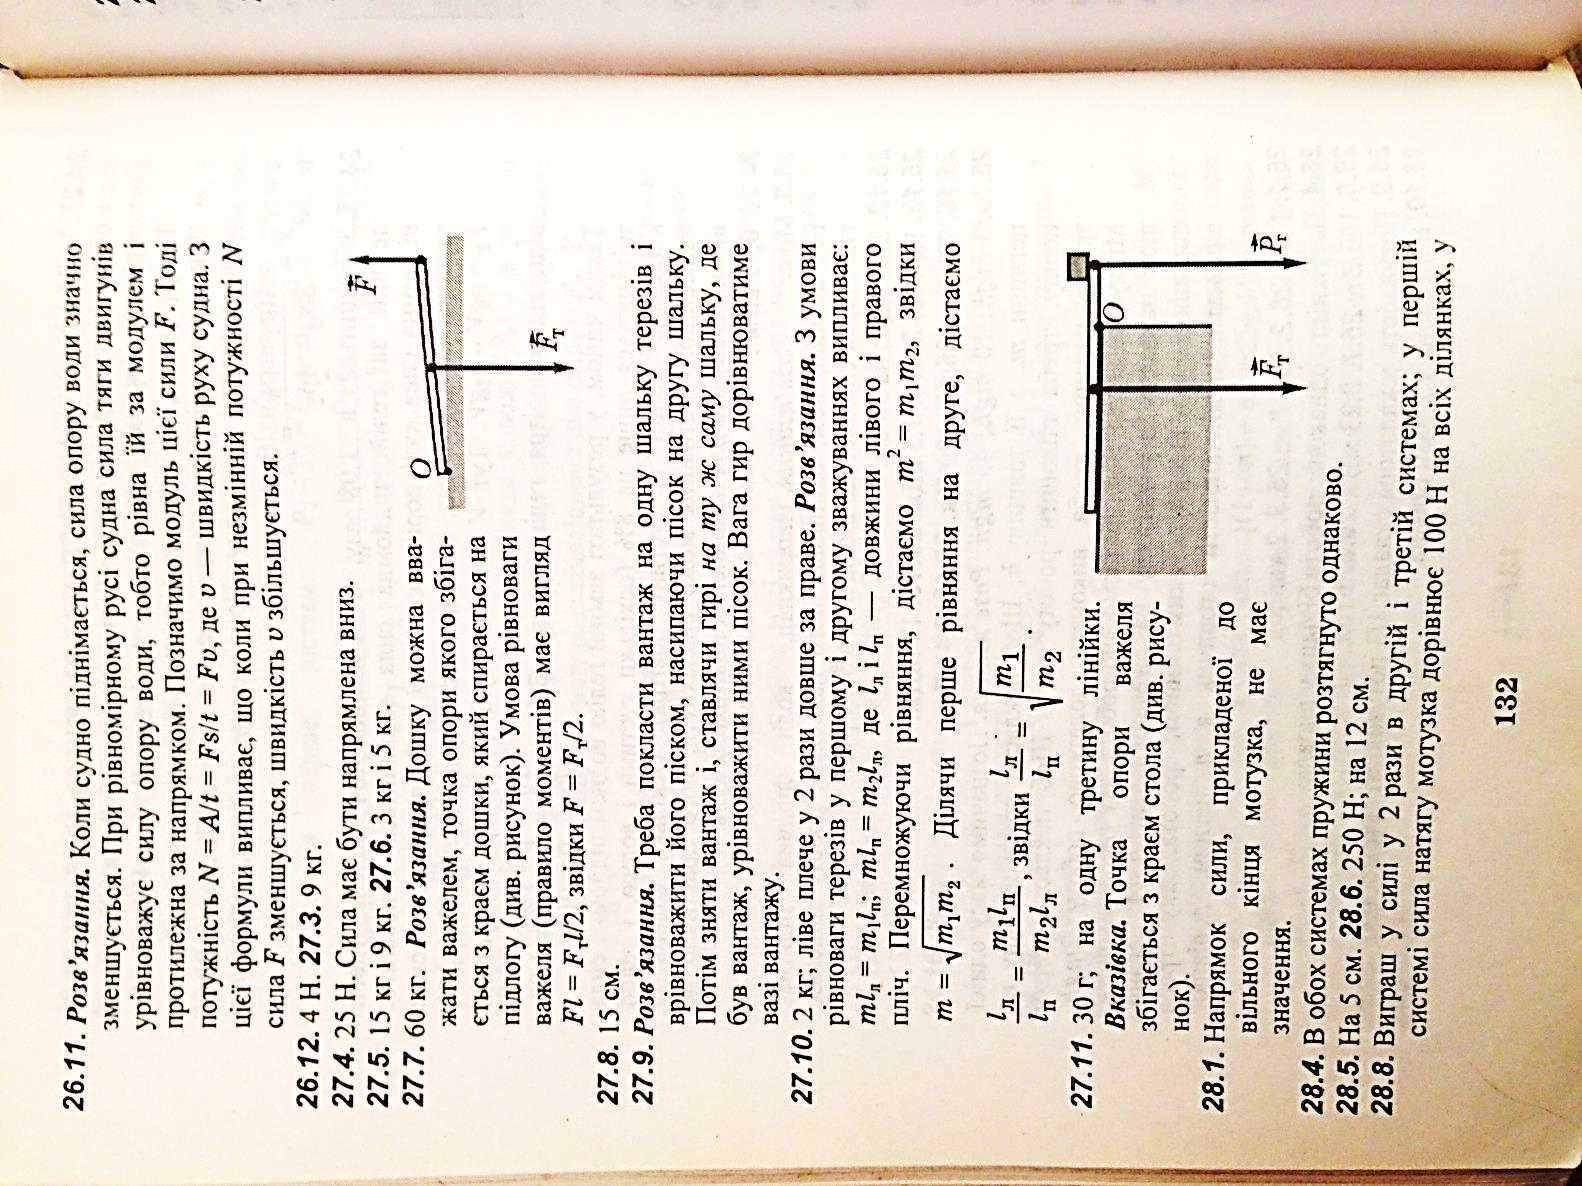 26.11. Розв'язання. Коли судно піднімається, сила опору води значно
зменшується. При рівномірному русі судна сила тяги двигунів
урівноважує силу опору води, тобто рівна їй за модулем і
протилежна за напрямком. Позначимо модуль цієї сили F. Тоді
потужність N = A/t = Fs/t = Fv, де v — швидкість руху судна. З
цієї формули випливає, що коли при незмінній потужності N
сила F зменшується, швидкість v збільшується.
26.12. 4 Н. 27.3. 9 кг.
27.4. 25 Н. Сила має бути напрямлена вниз.
27.5. 15 кг і 9 кг. 27.6. 3 кг і 5 кг.
27.7. 60 кг. Розв'язання. Дошку можна вва-
жати важелем, точка опори якого збіга-
ється з краєм дошки, який спирається на
підлогу (див. рисунок). Умова рівноваги
важеля (правило моментів) має вигляд
Fl = Fтl/2, звідки F = Fт/2.
O
F
Fт
27.8. 15 см.
27.9. Розв'язання. Треба покласти вантаж на одну шальку терезів і
врівноважити його піском, насипаючи пісок на другу шальку.
Потім зняти вантаж і, ставлячи гирі на ту ж саму шальку, де
був вантаж, урівноважити ними пісок. Вага гир дорівнюватиме
вазі вантажу.
27.10. 2 кг; ліве плече у 2 рази довше за праве. Розв'язання. З умови
рівноваги терезів у першому і другому зважуваннях випливає:
mlл = m₁lп; mlп = m₂lл, де lл і lп — довжини лівого і правого
пліч. Перемножуючи рівняння, дістаємо m² = m₁m₂, звідки
m = √m₁m₂. Ділячи перше рівняння на друге, дістаємо
lл/lп = m₁lп/m₂lл, звідки lл/lп = √m₁/√m₂.
27.11. 30 г; на одну третину лінійки.
Вказівка. Точка опори важеля
збігається з краєм стола (див. рису-
нок).
O
Fт
Pт
28.1. Напрямок сили, прикладеної до
вільного кінця мотузка, не має
значення.
28.4. В обох системах пружини розтягнуто однаково.
28.5. На 5 см. 28.6. 250 Н; на 12 см.
28.8. Виграш у силі у 2 рази в другій і третій системах; у першій
системі сила натягу мотузка дорівнює 100 Н на всіх ділянках, у
132